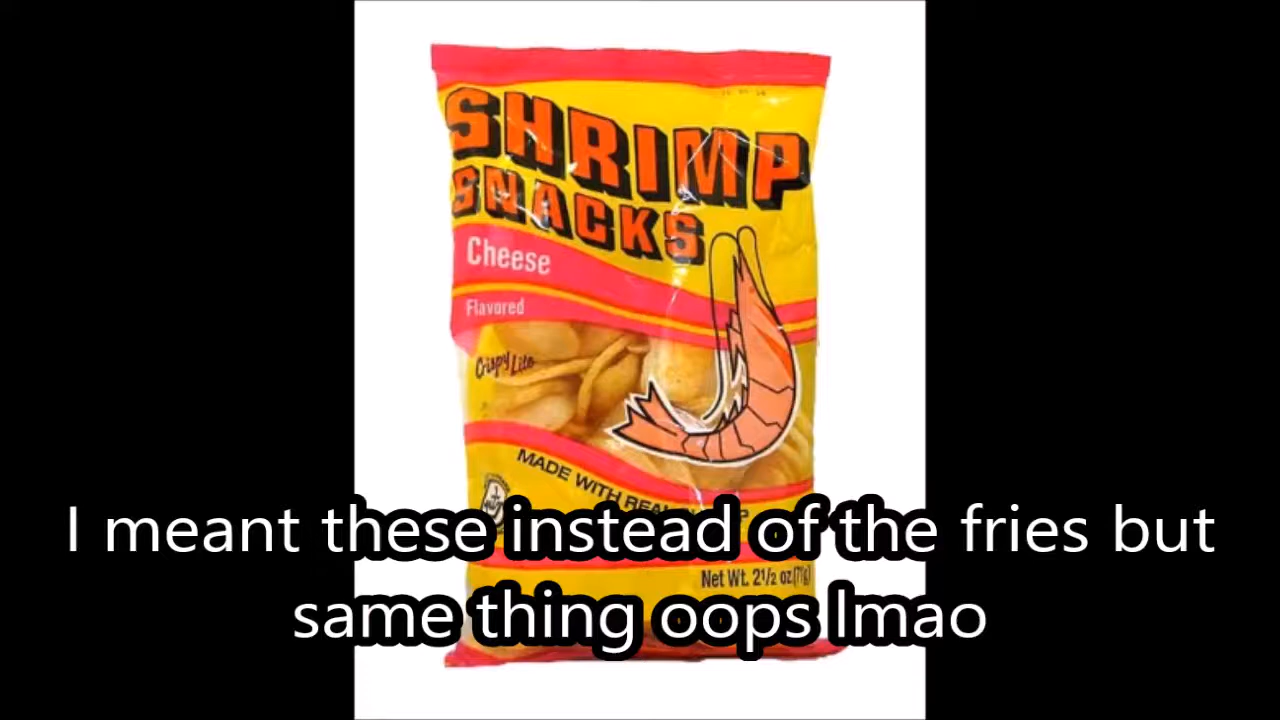 SHRIMP
SNACKS
Cheese
Flavored
Crispy Lite
MADE WITH REAL
I meant these instead of the fries but
Net Wt. 2½ oz.(71g)
same thing oops lmao